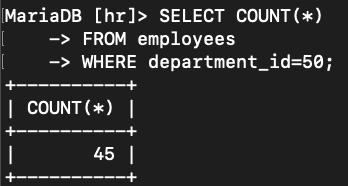 MariaDB [hr]> SELECT COUNT(*)
    -> FROM employees
    -> WHERE department_id=50;
+----------+
| COUNT(*) |
+----------+
|       45 |
+----------+